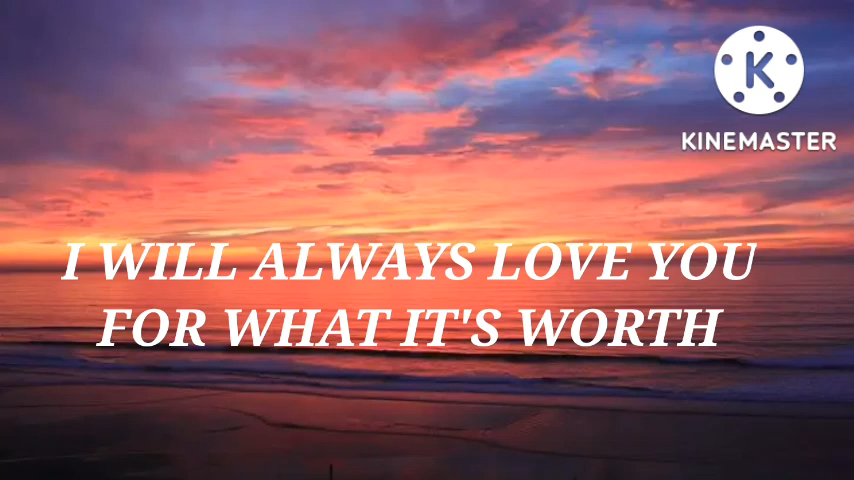 K
KINEMASTER
I WILL ALWAYS LOVE YOU
FOR WHAT IT'S WORTH